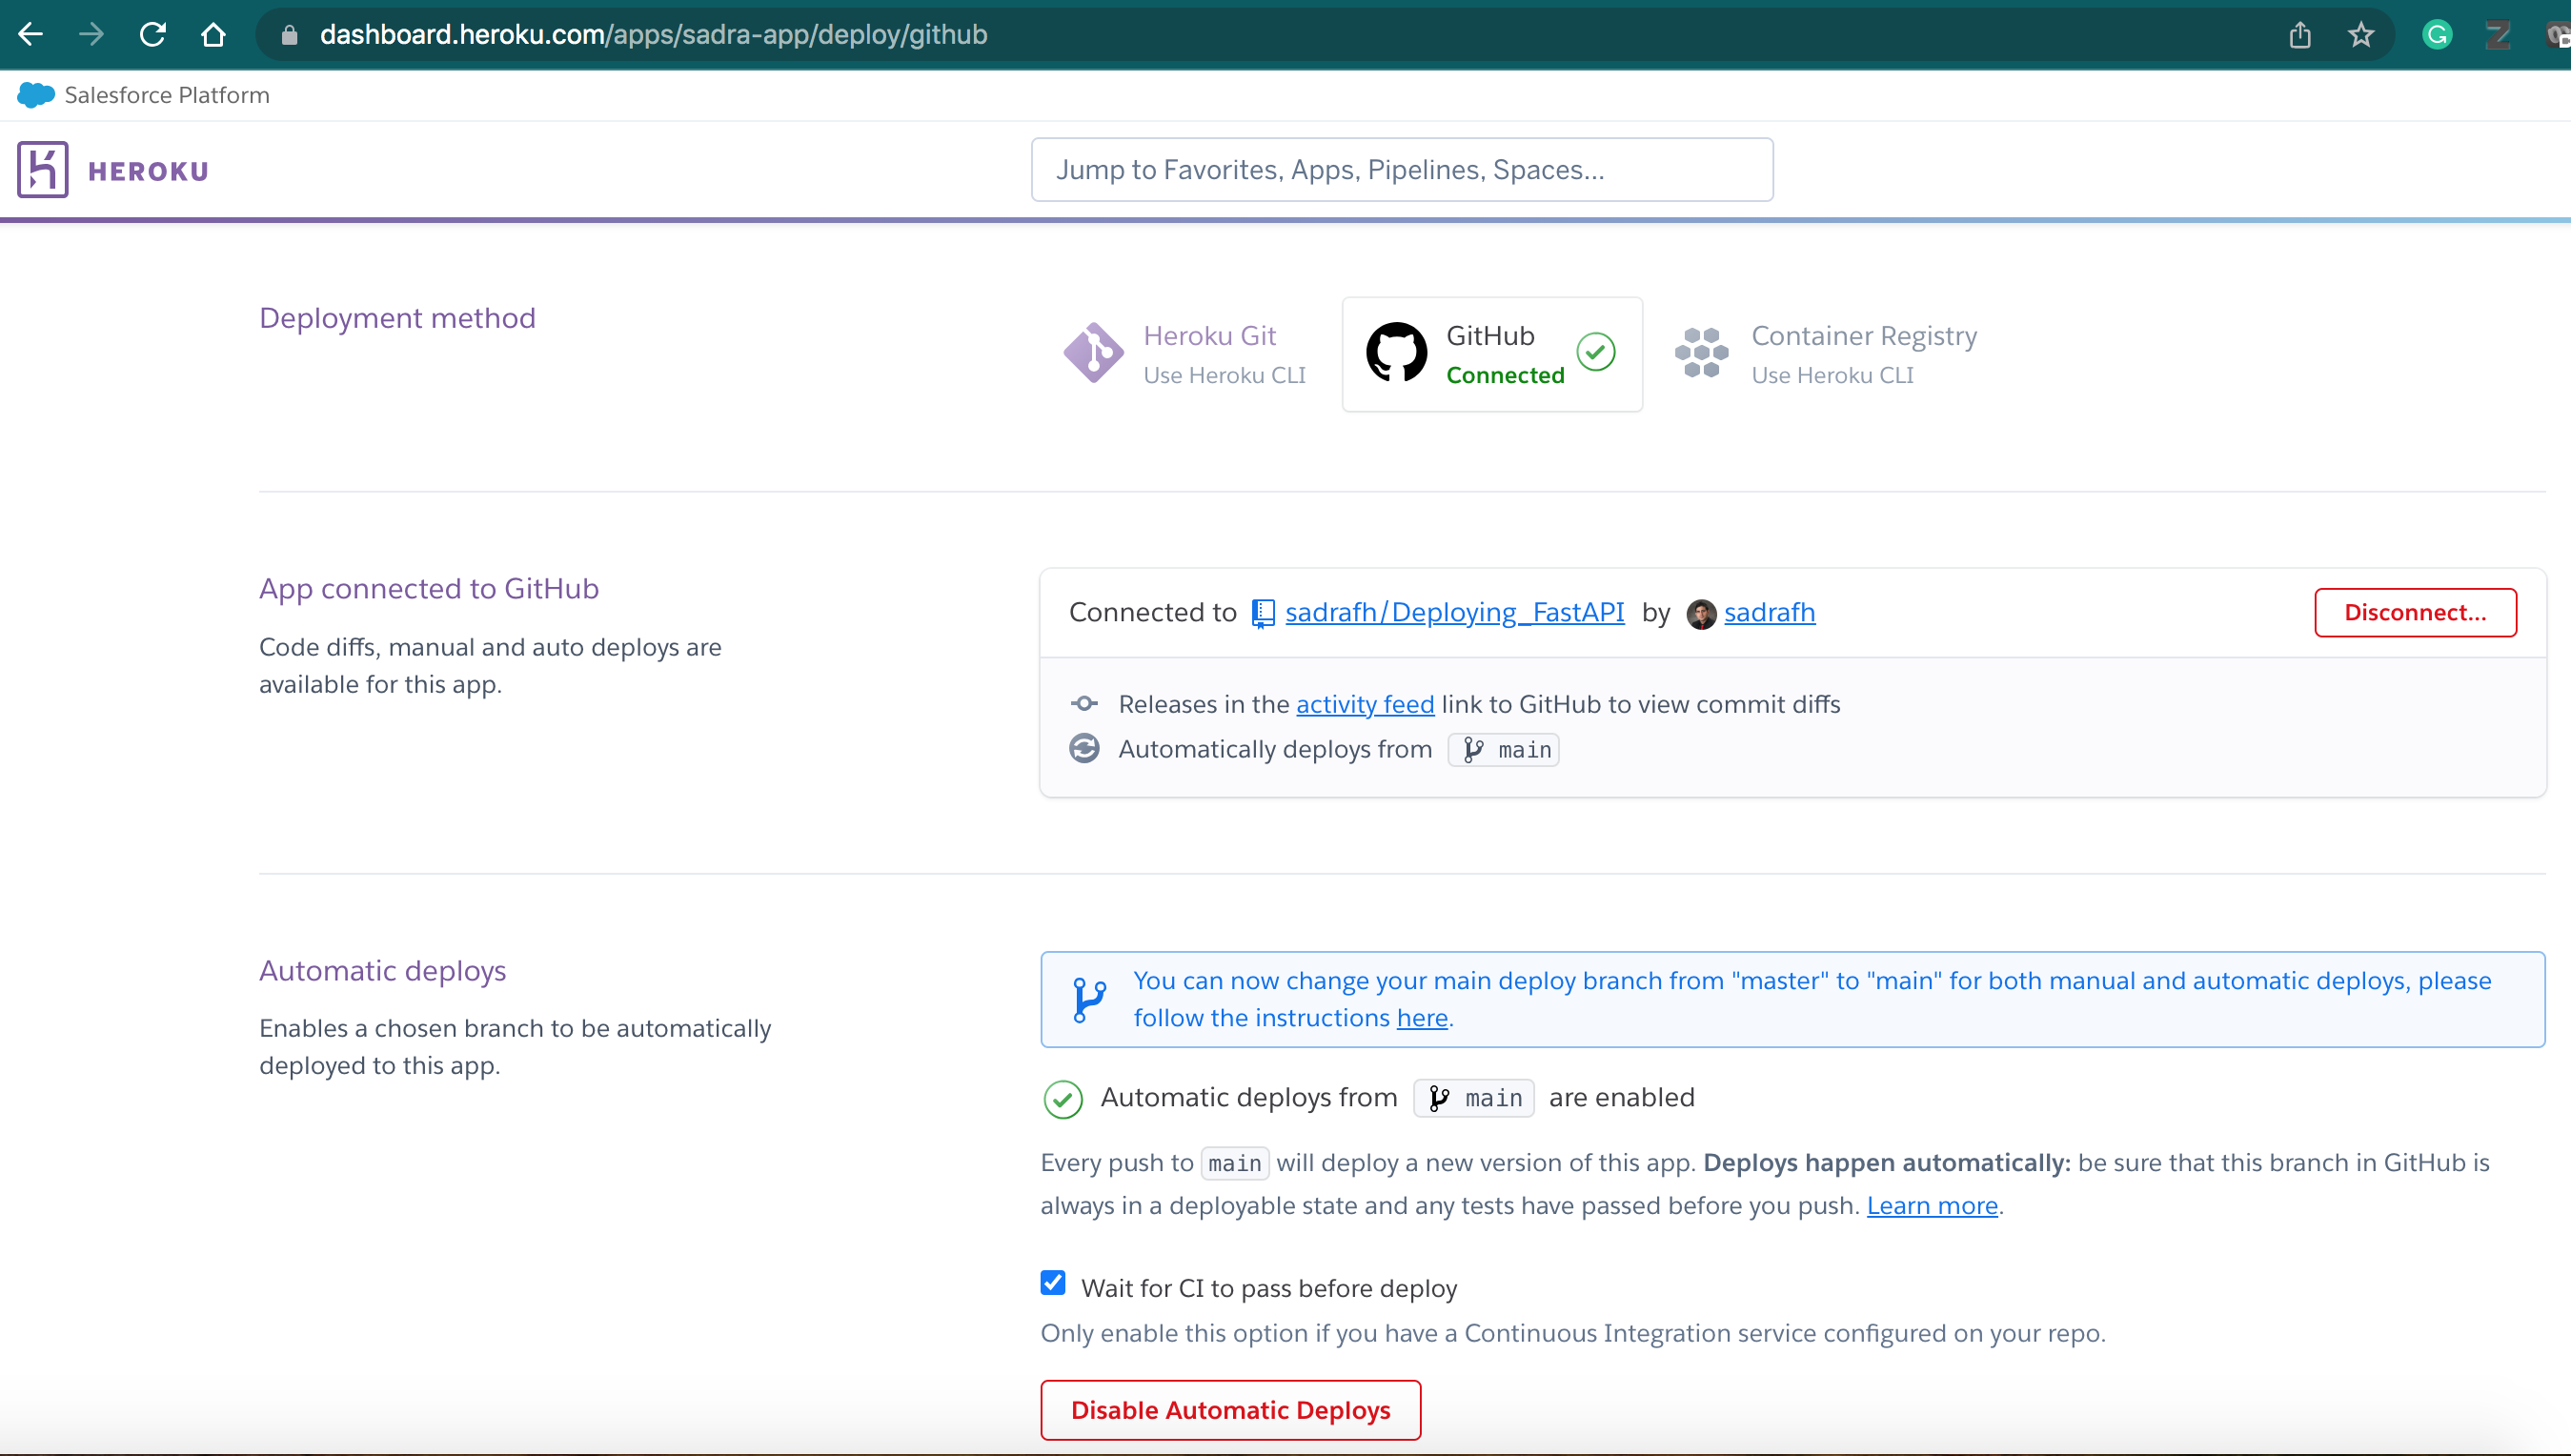 dashboard.heroku.com/apps/sadra-app/deploy/github
Salesforce Platform
HEROKU
Jump to Favorites, Apps, Pipelines, Spaces...
Deployment method
Heroku Git
Use Heroku CLI
GitHub
Connected
Container Registry
Use Heroku CLI
App connected to GitHub
Code diffs, manual and auto deploys are
available for this app.
Connected to sadrafh/Deploying_FastAPI by sadrafh
Disconnect...
Releases in the activity feed link to GitHub to view commit diffs
Automatically deploys from main
Automatic deploys
Enables a chosen branch to be automatically
deployed to this app.
You can now change your main deploy branch from "master" to "main" for both manual and automatic deploys, please
follow the instructions here.
Automatic deploys from main are enabled
Every push to main will deploy a new version of this app. Deploys happen automatically: be sure that this branch in GitHub is
always in a deployable state and any tests have passed before you push. Learn more.
Wait for CI to pass before deploy
Only enable this option if you have a Continuous Integration service configured on your repo.
Disable Automatic Deploys